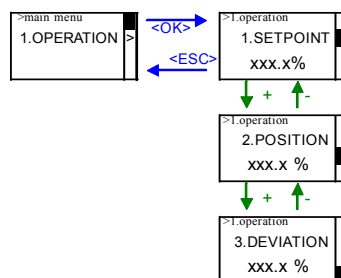 >main menu
1.OPERATION >
<OK>
<ESC>
>1.operation
1.SETPOINT
xxx.x%
+ -
>1.operation
2.POSITION
xxx.x %
+ -
>1.operation
3.DEVIATION
xxx.x %